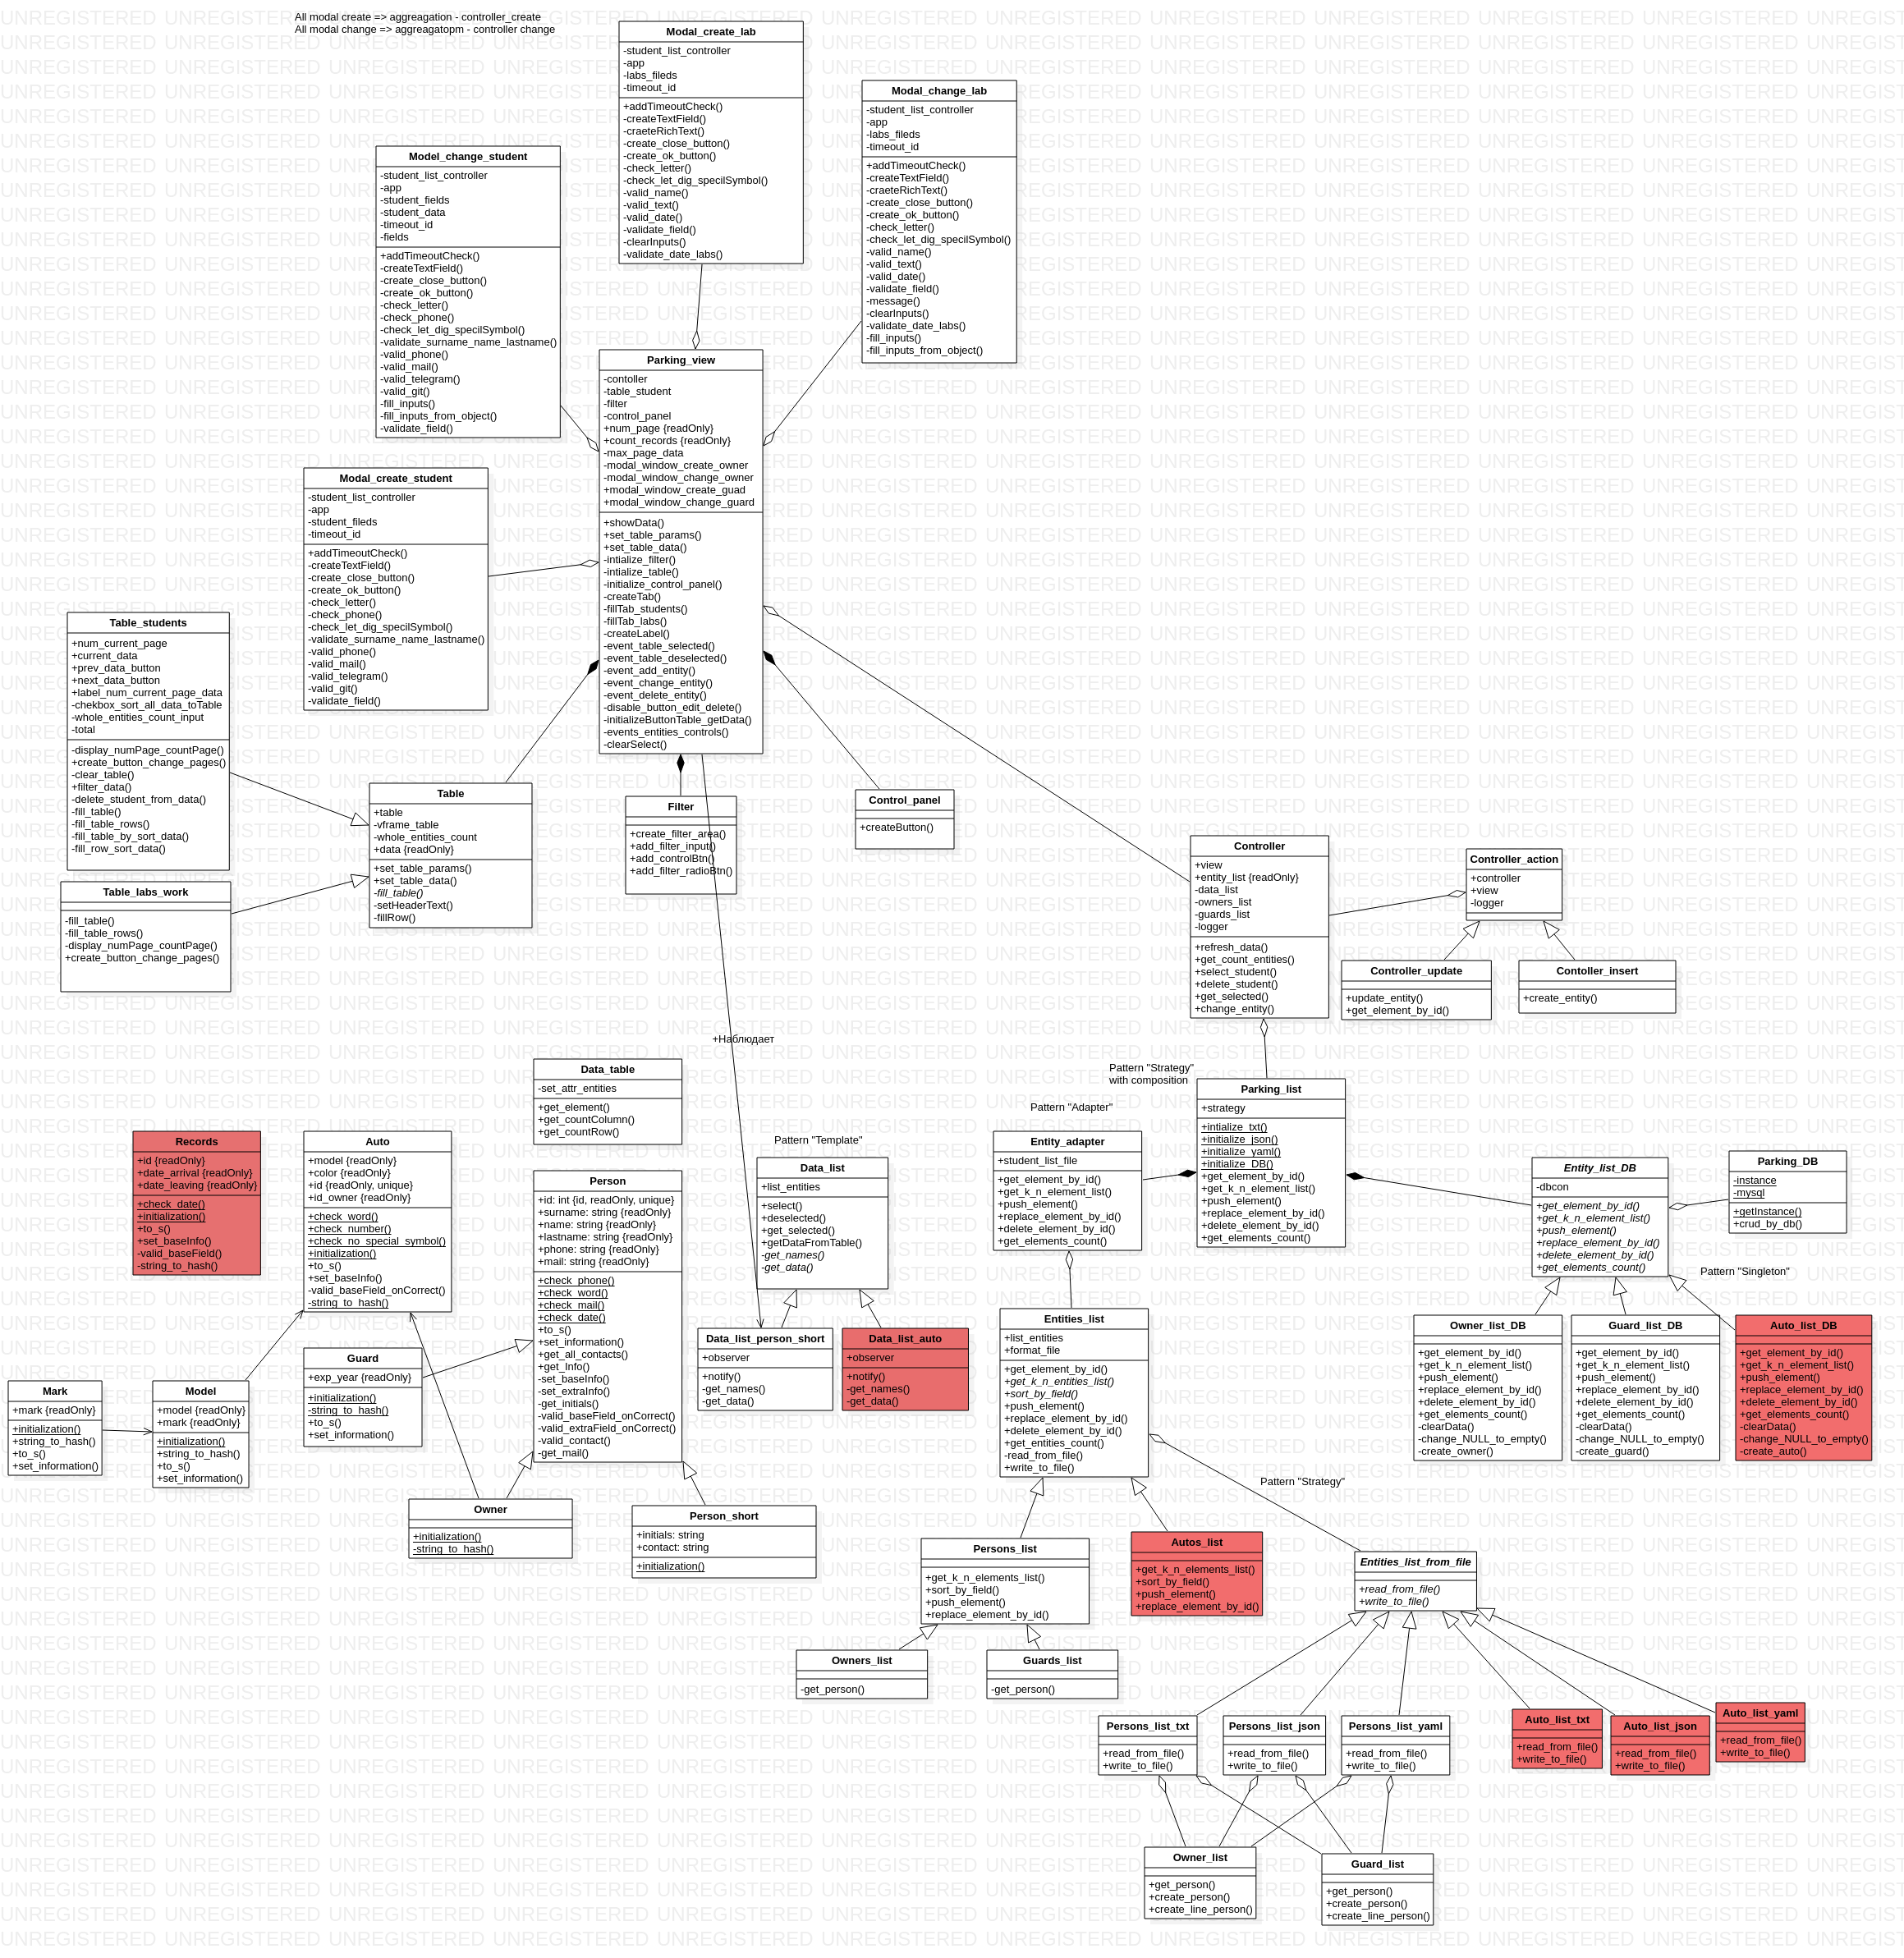 All modal create => aggreagation - controller_create
All modal change => aggreagatopm - controller change
Modal_create_lab
-student_list_controller
-app
-labs_fileds
-timeout_id
+addTimeoutCheck()
-createTextField()
-craeteRichText()
-create_close_button()
-create_ok_button()
-check_letter()
-check_let_dig_specilSymbol()
-valid_name()
-valid_text()
-valid_date()
-validate_field()
-clearInputs()
-validate_date_labs()
Modal_change_lab
-student_list_controller
-app
-labs_fileds
-timeout_id
+addTimeoutCheck()
-createTextField()
-craeteRichText()
-create_close_button()
-create_ok_button()
-check_letter()
-check_let_dig_specilSymbol()
-valid_name()
-valid_text()
-valid_date()
-validate_field()
-message()
-clearInputs()
-validate_date_labs()
-fill_inputs()
-fill_inputs_from_object()
Model_change_student
-student_list_controller
-app
-student_fields
-student_data
-timeout_id
-fields
+addTimeoutCheck()
-createTextField()
-create_close_button()
-create_ok_button()
-check_letter()
-check_phone()
-check_let_dig_specilSymbol()
-validate_surname_name_lastname()
-valid_phone()
-valid_mail()
-valid_telegram()
-valid_git()
-fill_inputs()
-fill_inputs_from_object()
-validate_field()
Parking_view
-contoller
-table_student
-filter
-control_panel
+num_page {readOnly}
+count_records {readOnly}
-max_page_data
-modal_window_create_owner
-modal_window_change_owner
+modal_window_create_guad
+modal_window_change_guard
+showData()
+set_table_params()
+set_table_data()
-intialize_filter()
-intialize_table()
-initialize_control_panel()
-createTab()
-fillTab_students()
-fillTab_labs()
-createLabel()
-event_table_selected()
-event_table_deselected()
-event_add_entity()
-event_change_entity()
-event_delete_entity()
-disable_button_edit_delete()
-initializeButtonTable_getData()
-events_entities_controls()
-clearSelect()
Modal_create_student
-student_list_controller
-app
-student_fileds
-timeout_id
+addTimeoutCheck()
-createTextField()
-create_close_button()
-create_ok_button()
-check_letter()
-check_phone()
-check_let_dig_specilSymbol()
-validate_surname_name_lastname()
-valid_phone()
-valid_mail()
-valid_telegram()
-valid_git()
-validate_field()
Table_students
+num_current_page
+current_data
+prev_data_button
+next_data_button
+label_num_current_page_data
-chekbox_sort_all_data_toTable
-whole_entities_count_input
-total
-display_numPage_countPage()
+create_button_change_pages()
-clear_table()
+filter_data()
-delete_student_from_data()
-fill_table()
-fill_table_rows()
-fill_table_by_sort_data()
-fill_row_sort_data()
Table_labs_work
-fill_table()
-fill_table_rows()
-display_numPage_countPage()
+create_button_change_pages()
Table
+table
-vframe_table
-whole_entities_count
+data {readOnly}
+set_table_params()
+set_table_data()
-fill_table()
-setHeaderText()
-fillRow()
Filter
+create_filter_area()
+add_filter_input()
+add_controlBtn()
+add_filter_radioBtn()
Control_panel
+createButton()
Controller
+view
+entity_list {readOnly}
-data_list
-owners_list
-guards_list
-logger
+refresh_data()
+get_count_entities()
+select_student()
+delete_student()
+get_selected()
+change_entity()
Controller_action
+controller
+view
-logger
Controller_update
+update_entity()
+get_element_by_id()
Contoller_insert
+create_entity()
+Наблюдает
Data_table
-set_attr_entities
+get_element()
+get_countColumn()
+get_countRow()
Pattern "Strategy"
with composition
Parking_list
+strategy
+intialize_txt()
+initialize_json()
+initialize_yaml()
+initialize_DB()
+get_element_by_id()
+get_k_n_element_list()
+push_element()
+replace_element_by_id()
+delete_element_by_id()
+get_elements_count()
Pattern "Adapter"
Entity_adapter
+student_list_file
+get_element_by_id()
+get_k_n_element_list()
+push_element()
+replace_element_by_id()
+delete_element_by_id()
+get_elements_count()
Records
+id {readOnly}
+date_arrival {readOnly}
+date_leaving {readOnly}
+check_date()
+initialization()
+to_s()
+set_baseInfo()
-valid_baseField()
-string_to_hash()
Auto
+model {readOnly}
+color {readOnly}
+id {readOnly, unique}
+id_owner {readOnly}
+check_word()
+check_number()
+check_no_special_symbol()
+initialization()
+to_s()
+set_baseInfo()
-valid_baseField_onCorrect()
-string_to_hash()
Person
+id: int {id, readOnly, unique}
+surname: string {readOnly}
+name: string {readOnly}
+lastname: string {readOnly}
+phone: string {readOnly}
+mail: string {readOnly}
+check_phone()
+check_word()
+check_mail()
+check_date()
+to_s()
+set_information()
+get_all_contacts()
+get_Info()
-set_baseInfo()
-set_extraInfo()
-get_initials()
-valid_baseField_onCorrect()
-valid_extraField_onCorrect()
-valid_contact()
-get_mail()
Pattern "Template"
Data_list
+list_entities
+select()
+deselected()
+get_selected()
+getDataFromTable()
-get_names()
-get_data()
Entity_list_DB
-dbcon
+get_element_by_id()
+get_k_n_element_list()
+push_element()
+replace_element_by_id()
+delete_element_by_id()
+get_elements_count()
Parking_DB
-instance
-mysql
+getInstance()
+crud_by_db()
Pattern "Singleton"
Data_list_person_short
+observer
+notify()
-get_names()
-get_data()
Data_list_auto
+observer
+notify()
-get_names()
-get_data()
Entities_list
+list_entities
+format_file
+get_element_by_id()
+get_k_n_entities_list()
+sort_by_field()
+push_element()
+replace_element_by_id()
+delete_element_by_id()
+get_entities_count()
-read_from_file()
+write_to_file()
Owner_list_DB
+get_element_by_id()
+get_k_n_element_list()
+push_element()
+replace_element_by_id()
+delete_element_by_id()
+get_elements_count()
-clearData()
-change_NULL_to_empty()
-create_owner()
Guard_list_DB
+get_element_by_id()
+get_k_n_element_list()
+push_element()
+replace_element_by_id()
+delete_element_by_id()
+get_elements_count()
-clearData()
-change_NULL_to_empty()
-create_guard()
Auto_list_DB
+get_element_by_id()
+get_k_n_element_list()
+push_element()
+replace_element_by_id()
+delete_element_by_id()
+get_elements_count()
-clearData()
-change_NULL_to_empty()
-create_auto()
Guard
+exp_year {readOnly}
+initialization()
-string_to_hash()
+to_s()
+set_information()
Mark
+mark {readOnly}
+initialization()
+string_to_hash()
+to_s()
+set_information()
Model
+model {readOnly}
+mark {readOnly}
+initialization()
+string_to_hash()
+to_s()
+set_information()
Owner
+initialization()
-string_to_hash()
Person_short
+initials: string
+contact: string
+initialization()
Pattern "Strategy"
Persons_list
+get_k_n_elements_list()
+sort_by_field()
+push_element()
+replace_element_by_id()
Autos_list
+get_k_n_elements_list()
+sort_by_field()
+push_element()
+replace_element_by_id()
Entities_list_from_file
+read_from_file()
+write_to_file()
Owners_list
-get_person()
Guards_list
-get_person()
Persons_list_txt
+read_from_file()
+write_to_file()
Persons_list_json
+read_from_file()
+write_to_file()
Persons_list_yaml
+read_from_file()
+write_to_file()
Auto_list_txt
+read_from_file()
+write_to_file()
Auto_list_json
+read_from_file()
+write_to_file()
Auto_list_yaml
+read_from_file()
+write_to_file()
Owner_list
+get_person()
+create_person()
+create_line_person()
Guard_list
+get_person()
+create_person()
+create_line_person()